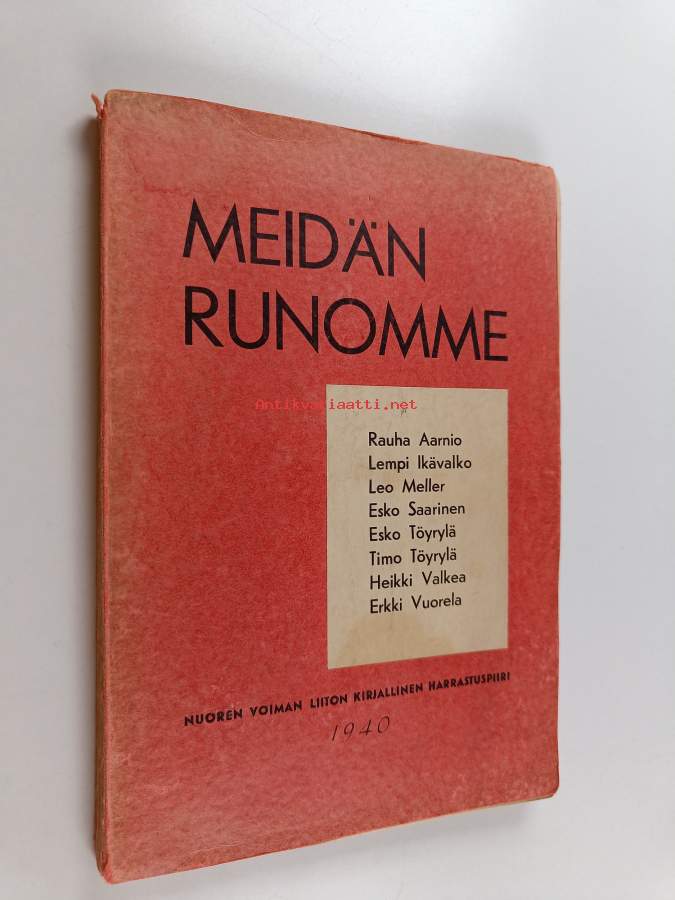 MEIDÄN
RUNOMME
Antikvariaatti.net
Rauha Aarnio
Lempi Ikävalko
Leo Meller
Esko Saarinen
Esko Töyrylä
Timo Töyrylä
Heikki Valkea
Erkki Vuorela
NUOREN VOIMAN LIITON KIRJALLINEN HARRASTUSPIIRI
1940